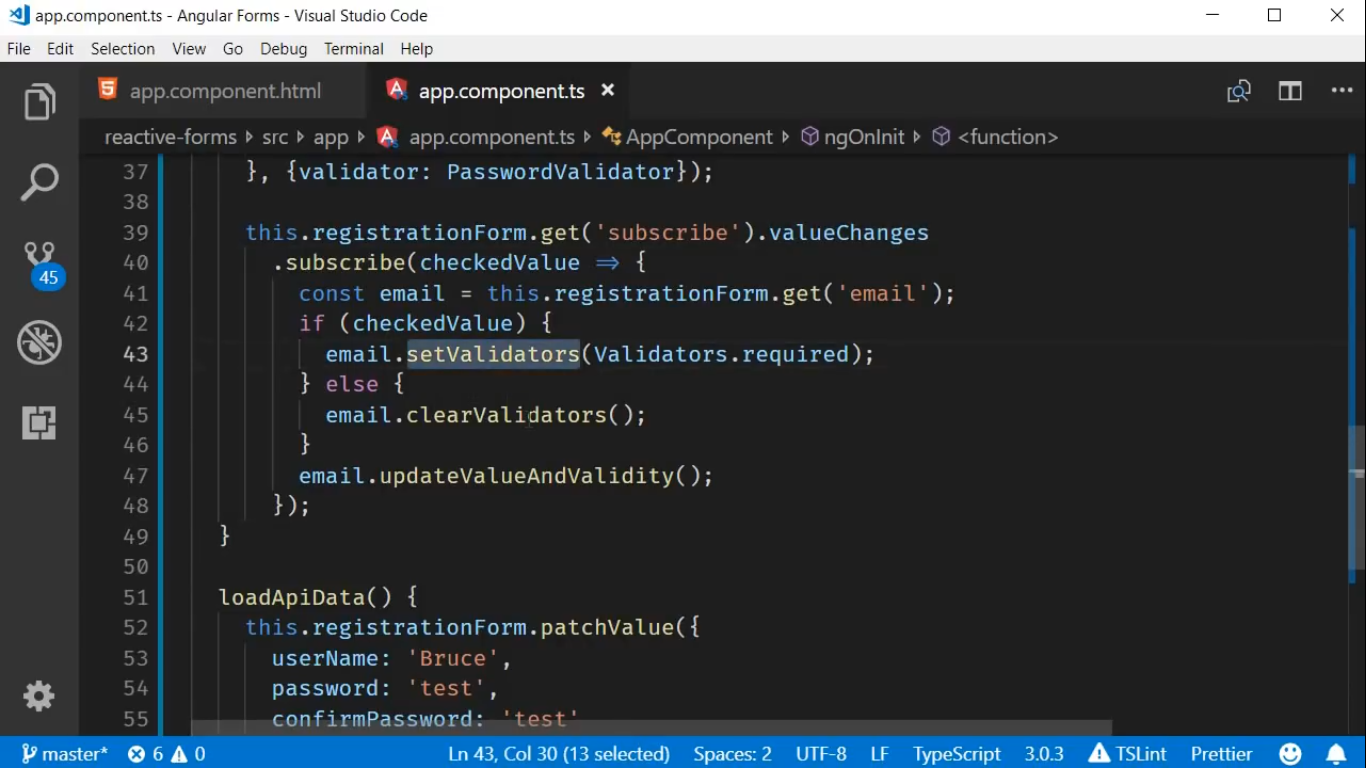 app.component.ts - Angular Forms - Visual Studio Code
File Edit Selection View Go Debug Terminal Help
app.component.html app.component.ts
reactive-forms src app app.component.ts AppComponent ngOnInit <function>
45
37 }, {validator: PasswordValidator});
38
39 this.registrationForm.get('subscribe').valueChanges
40 .subscribe(checkedValue => {
41 const email = this.registrationForm.get('email');
42 if (checkedValue) {
43 email.setValidators(Validators.required);
44 } else {
45 email.clearValidators();
46 }
47 email.updateValueAndValidity();
48 });
49 }
50
51 loadApiData() {
52 this.registrationForm.patchValue({
53 userName: 'Bruce',
54 password: 'test',
55 confirmPassword: 'test'
master* 6 0 Ln 43, Col 30 (13 selected) Spaces: 2 UTF-8 LF TypeScript 3.0.3 TSLint Prettier